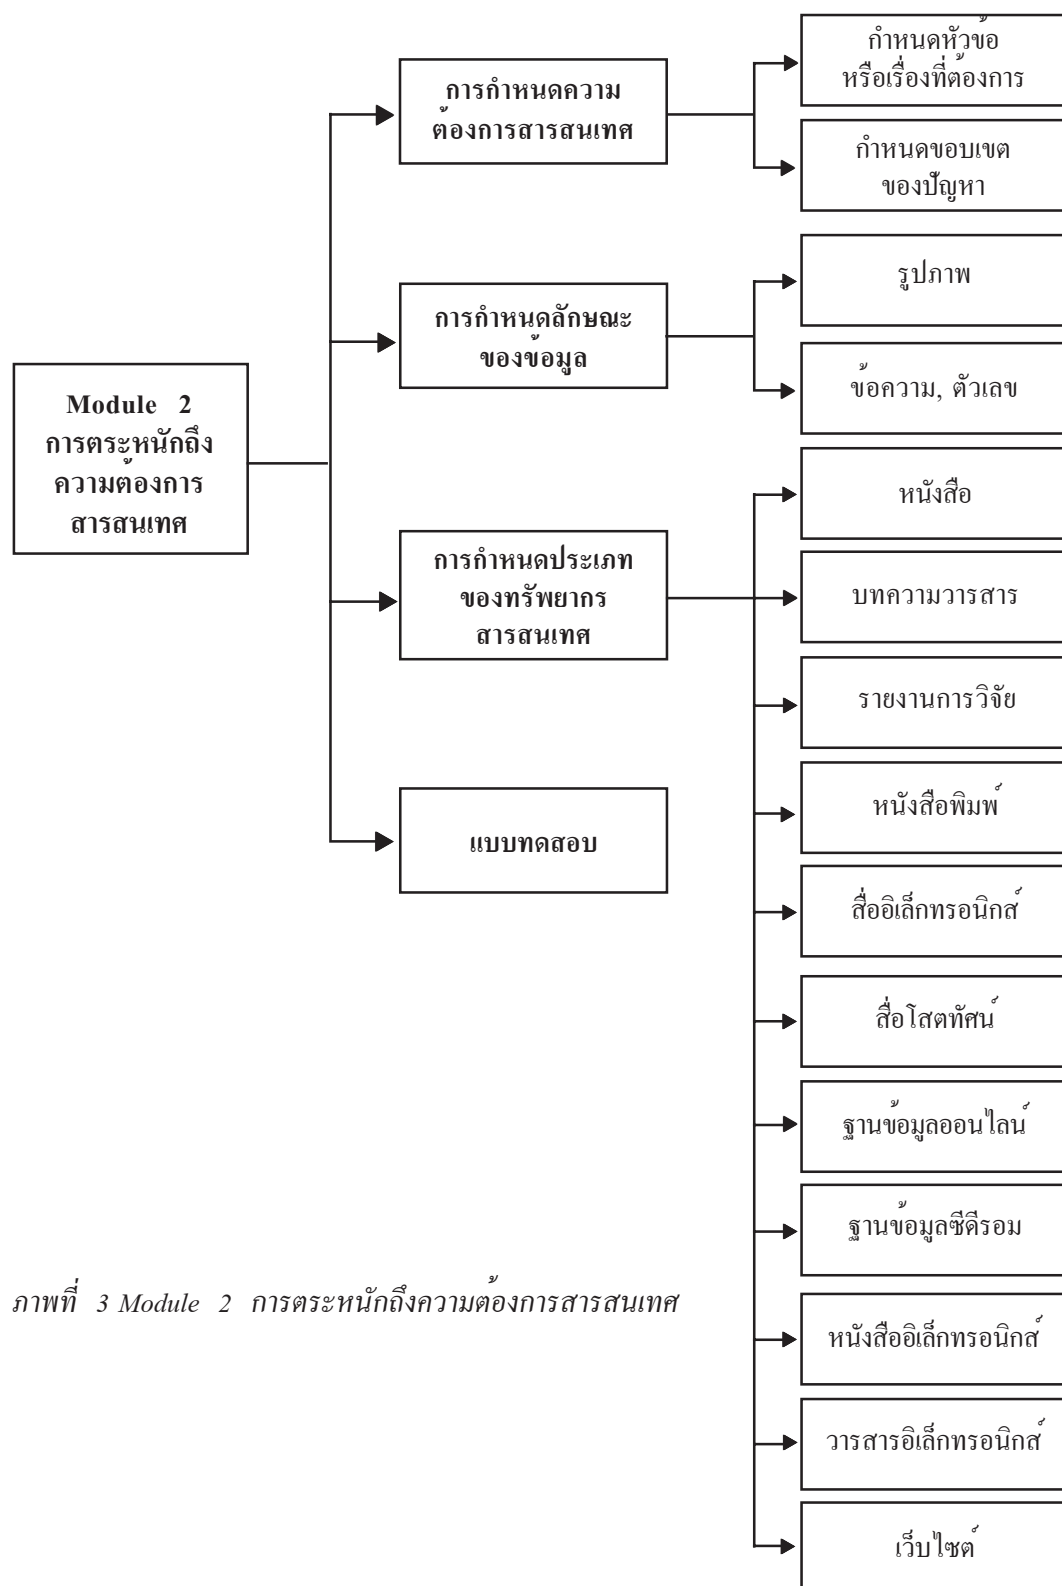 Module 2
การตระหนักถึง
ความต้องการ
สารสนเทศ
การกำหนดความ
ต้องการสารสนเทศ
กำหนดหัวข้อ
หรือเรื่องที่ต้องการ
กำหนดขอบเขต
ของปัญหา
การกำหนดลักษณะ
ของข้อมูล
รูปภาพ
ข้อความ, ตัวเลข
การกำหนดประเภท
ของทรัพยากร
สารสนเทศ
หนังสือ
บทความวารสาร
รายงานการวิจัย
หนังสือพิมพ์
สื่ออิเล็กทรอนิกส์
สื่อโสตทัศน์
ฐานข้อมูลออนไลน์
ฐานข้อมูลซีดีรอม
หนังสืออิเล็กทรอนิกส์
วารสารอิเล็กทรอนิกส์
เว็บไซต์
แบบทดสอบ
ภาพที่ 3 Module 2 การตระหนักถึงความต้องการสารสนเทศ